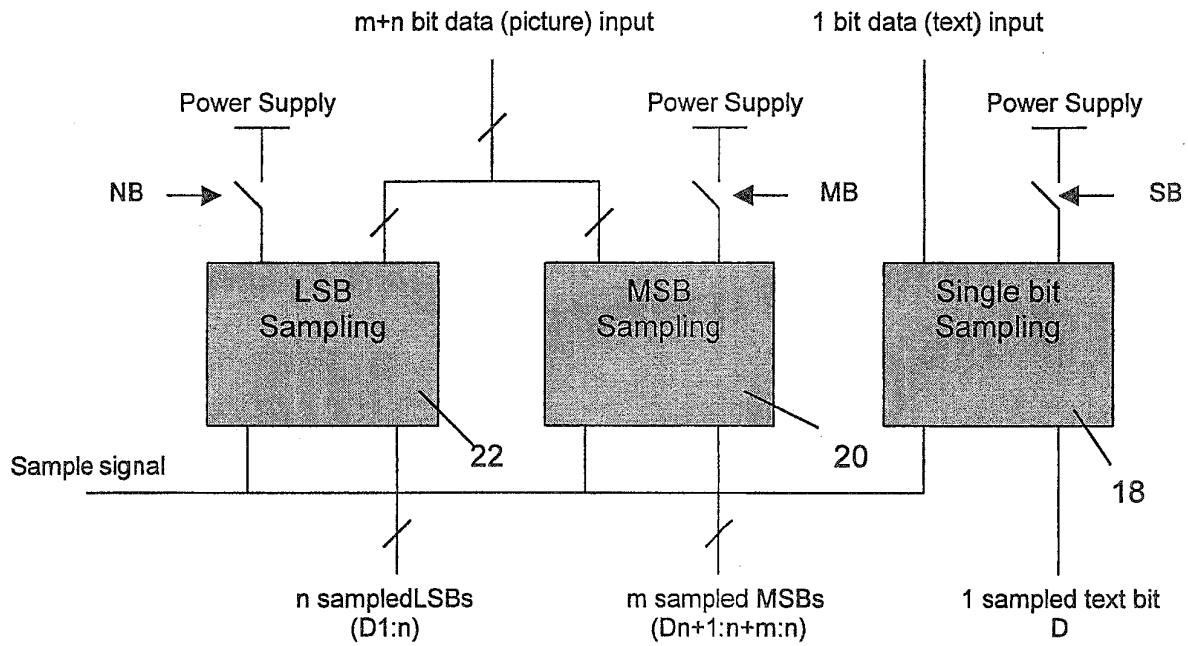 m+n bit data (picture) input
1 bit data (text) input
Power Supply
Power Supply
Power Supply
NB
MB
SB
LSB
Sampling
MSB
Sampling
Single bit
Sampling
22
20
18
Sample signal
n sampledLSBs
(D1:n)
m sampled MSBs
(Dn+1:n+m:n)
1 sampled text bit
D